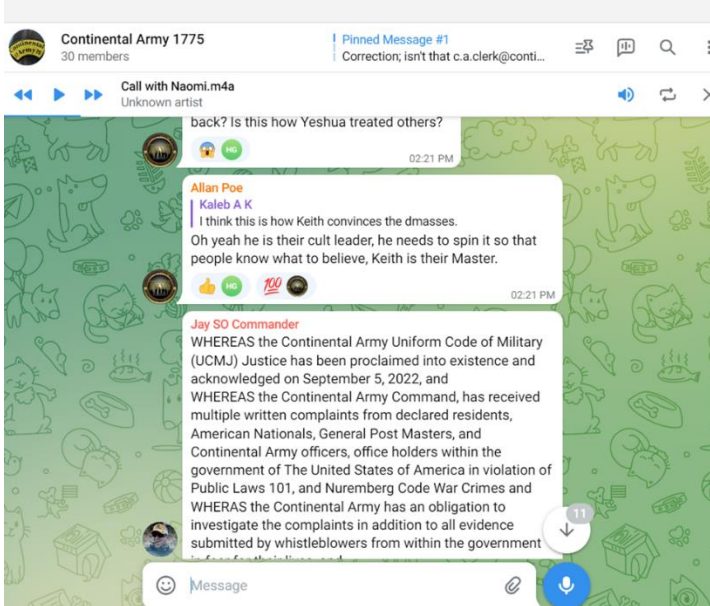 Continental Army 1775
30 members
Pinned Message #1
Correction; isn't that c.a.clerk@conti...
Call with Naomi.m4a
Unknown artist
back? Is this how Yeshua treated others?
HG
02:21 PM
Allan Poe
Kaleb A K
I think this is how Keith convinces the dmasses.
Oh yeah he is their cult leader, he needs to spin it so that
people know what to believe, Keith is their Master.
HG
02:21 PM
Jay SO Commander
WHEREAS the Continental Army Uniform Code of Military
(UCMJ) Justice has been proclaimed into existence and
acknowledged on September 5, 2022, and
WHEREAS the Continental Army Command, has received
multiple written complaints from declared residents,
American Nationals, General Post Masters, and
Continental Army officers, office holders within the
government of The United States of America in violation of
Public Laws 101, and Nuremberg Code War Crimes and
WHERAS the Continental Army has an obligation to
investigate the complaints in addition to all evidence
submitted by whistleblowers from within the government
in fear for their lives, and
11
Message